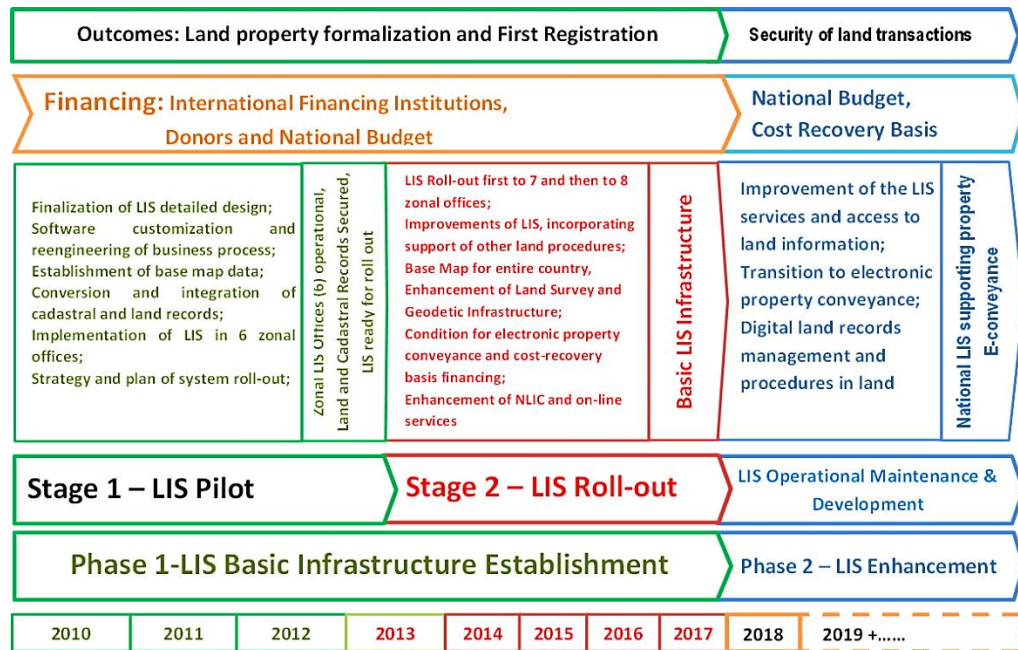 Outcomes: Land property formalization and First Registration
Security of land transactions
Financing: International Financing Institutions,
Donors and National Budget
National Budget,
Cost Recovery Basis
Finalization of LIS detailed design;
Software customization and
reengineering of business process;
Establishment of base map data;
Conversion and integration of
cadastral and land records;
Implementation of LIS in 6 zonal
offices;
Strategy and plan of system roll-out;
Zonal LIS Offices (6) operational,
Land and Cadastral Records Secured,
LIS ready for roll out
LIS Roll-out first to 7 and then to 8
zonal offices;
Improvements of LIS, incorporating
support of other land procedures;
Base Map for entire country,
Enhancement of Land Survey and
Geodetic Infrastructure;
Condition for electronic property
conveyance and cost-recovery
basis financing;
Enhancement of NLIC and on-line
services
Basic LIS Infrastructure
Improvement of the LIS
services and access to
land information;
Transition to electronic
property conveyance;
Digital land records
management and
procedures in land
National LIS supporting property
E-conveyance
Stage 1 – LIS Pilot
Stage 2 – LIS Roll-out
LIS Operational Maintenance &
Development
Phase 1-LIS Basic Infrastructure Establishment
Phase 2 – LIS Enhancement
2010 2011 2012 2013 2014 2015 2016 2017 2018 2019 +......